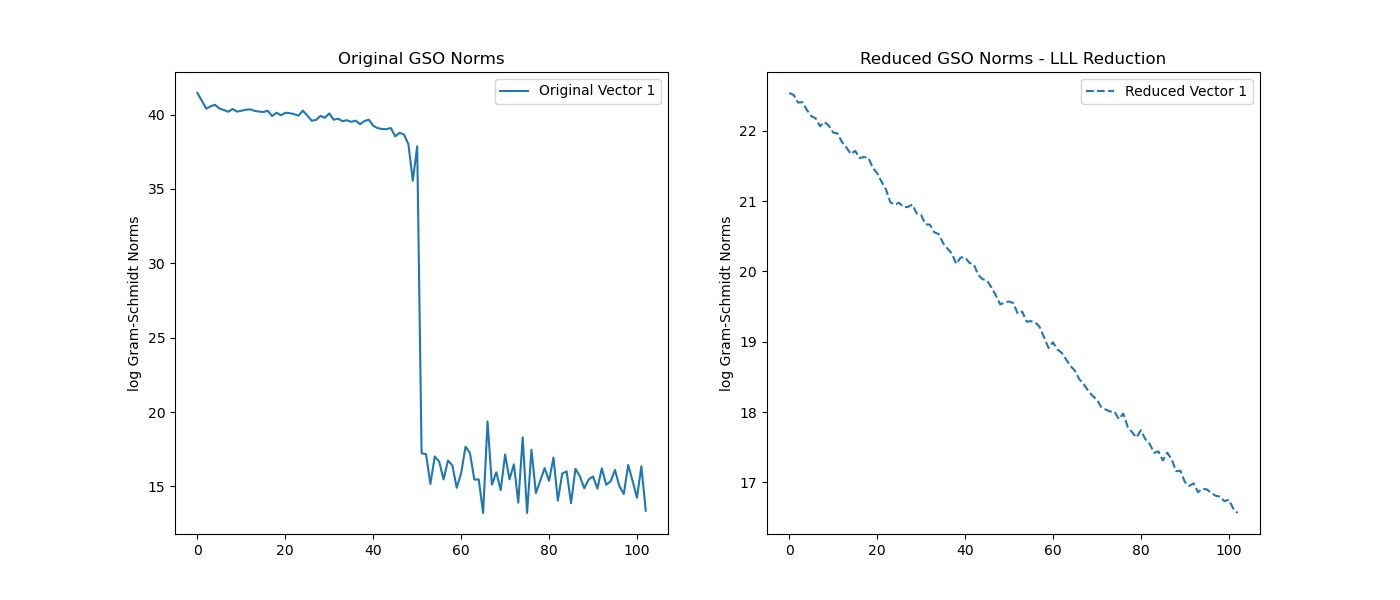 Original GSO Norms
Original Vector 1
log Gram-Schmidt Norms
40
35
30
25
20
15
0 20 40 60 80 100
Reduced GSO Norms - LLL Reduction
Reduced Vector 1
log Gram-Schmidt Norms
22
21
20
19
18
17
0 20 40 60 80 100